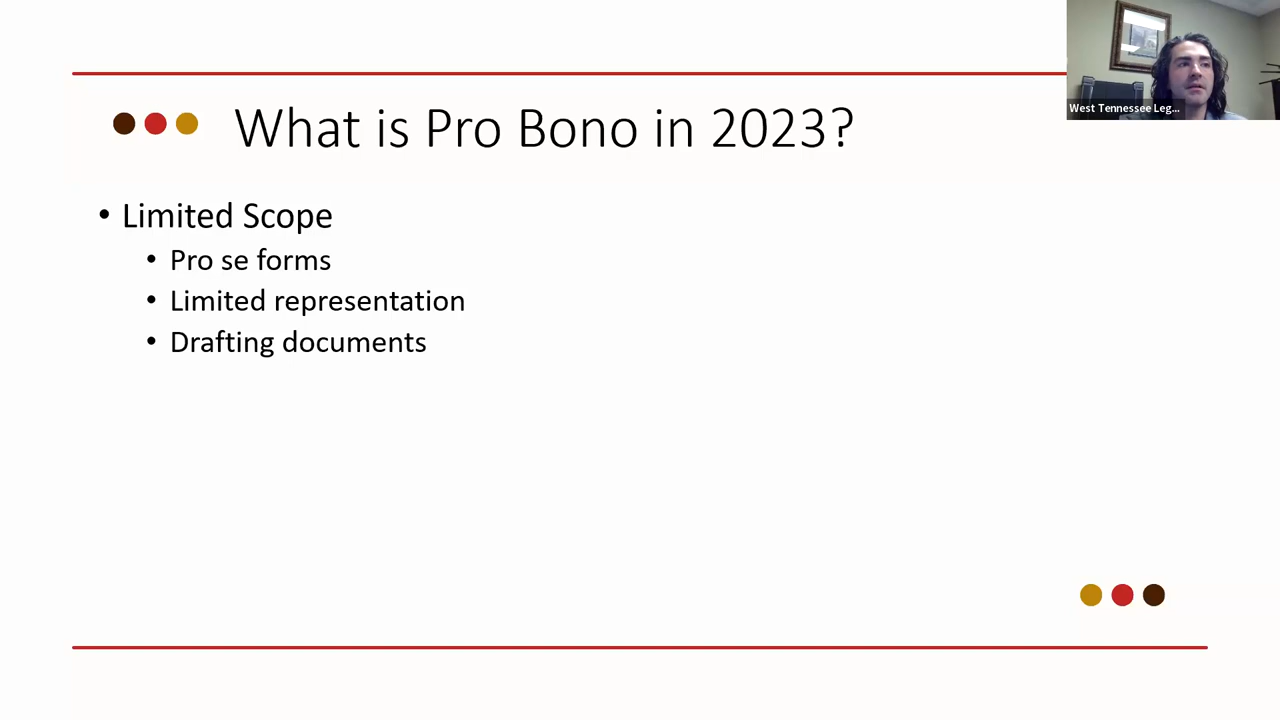 What is Pro Bono in 2023?
West Tennessee Leg...
• Limited Scope
• Pro se forms
• Limited representation
• Drafting documents